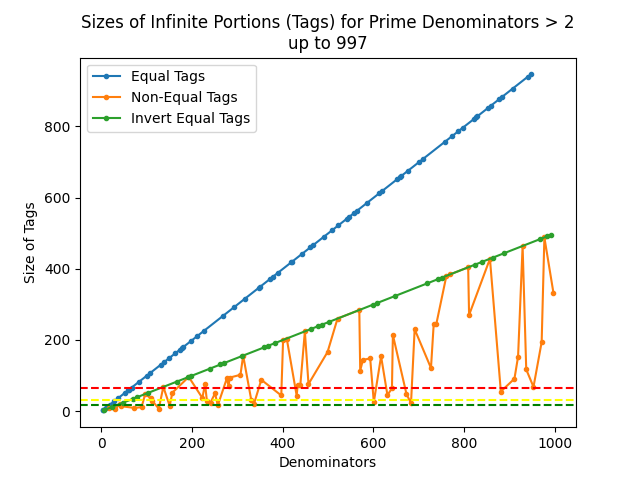 Sizes of Infinite Portions (Tags) for Prime Denominators > 2
up to 997
Equal Tags
Non-Equal Tags
Invert Equal Tags
Size of Tags
800
600
400
200
0
0 200 400 600 800 1000
Denominators